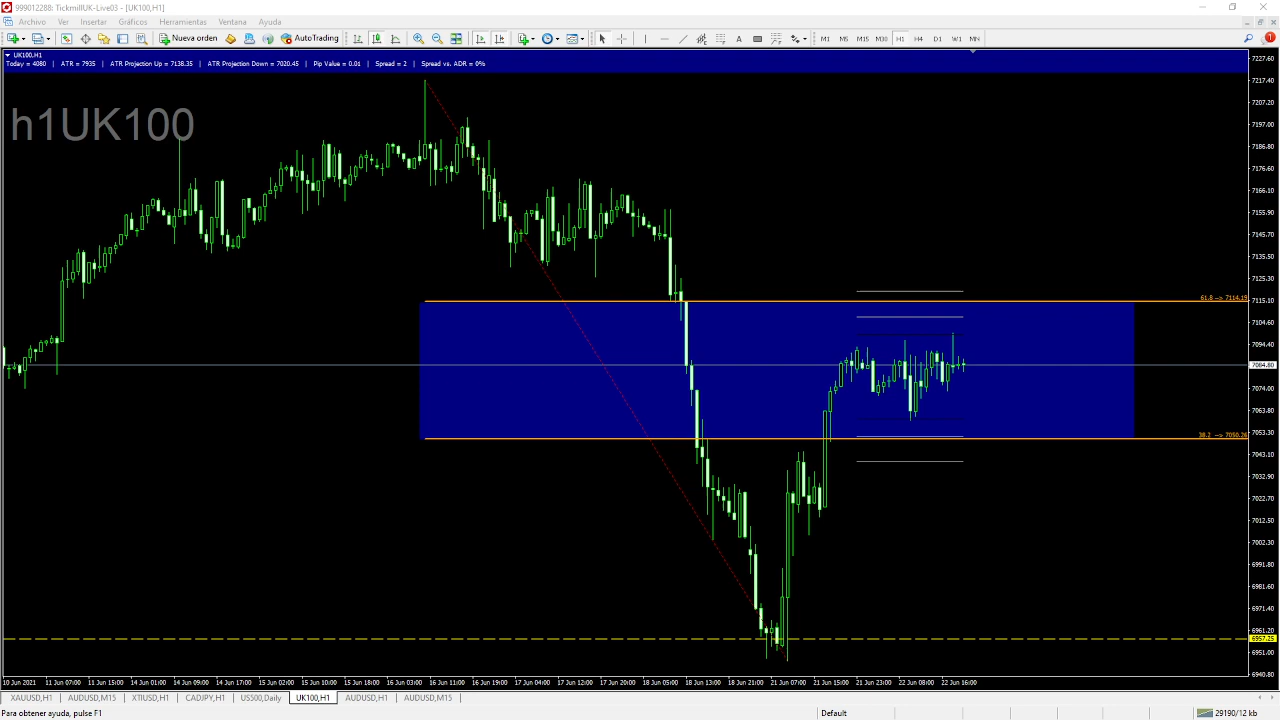 999012288: TickmillUK-Live03 - [UK100,H1]
Archivo Ver Insertar Gráficos Herramientas Ventana Ayuda
Nueva orden AutoTrading M1 M5 M15 M30 H1 H4 D1 W1 MN 1
UK100,H1
Today = 4080 | ATR = 7935 | ATR Projection Up = 7138.35 | ATR Projection Down = 7020.45 | Pip Value = 0.01 | Spread = 2 | Spread vs. ADR = 0%
h1UK100
7227.60
7217.40
7207.20
7197.00
7186.80
7176.60
7166.10
7155.90
7145.70
7135.50
7125.30
61.8 --> 7114.19
7115.10
7104.60
7094.40
7084.80
7074.00
7063.80
38.2 --> 7050.26
7053.30
7043.10
7032.90
7022.70
7012.50
7002.30
6991.80
6981.60
6971.40
6961.20
6957.25
6951.00
6940.80
10 Jun 2021 11 Jun 07:00 11 Jun 15:00 14 Jun 01:00 14 Jun 09:00 14 Jun 17:00 15 Jun 02:00 15 Jun 10:00 15 Jun 18:00 16 Jun 03:00 16 Jun 11:00 16 Jun 19:00 17 Jun 04:00 17 Jun 12:00 17 Jun 20:00 18 Jun 05:00 18 Jun 13:00 18 Jun 21:00 21 Jun 07:00 21 Jun 15:00 21 Jun 23:00 22 Jun 08:00 22 Jun 16:00
XAUUSD,H1 AUDUSD,M15 XTIUSD,H1 CADJPY,H1 US500,Daily UK100,H1 AUDUSD,H1 AUDUSD,M15
Para obtener ayuda, pulse F1 Default 29190/12 kb